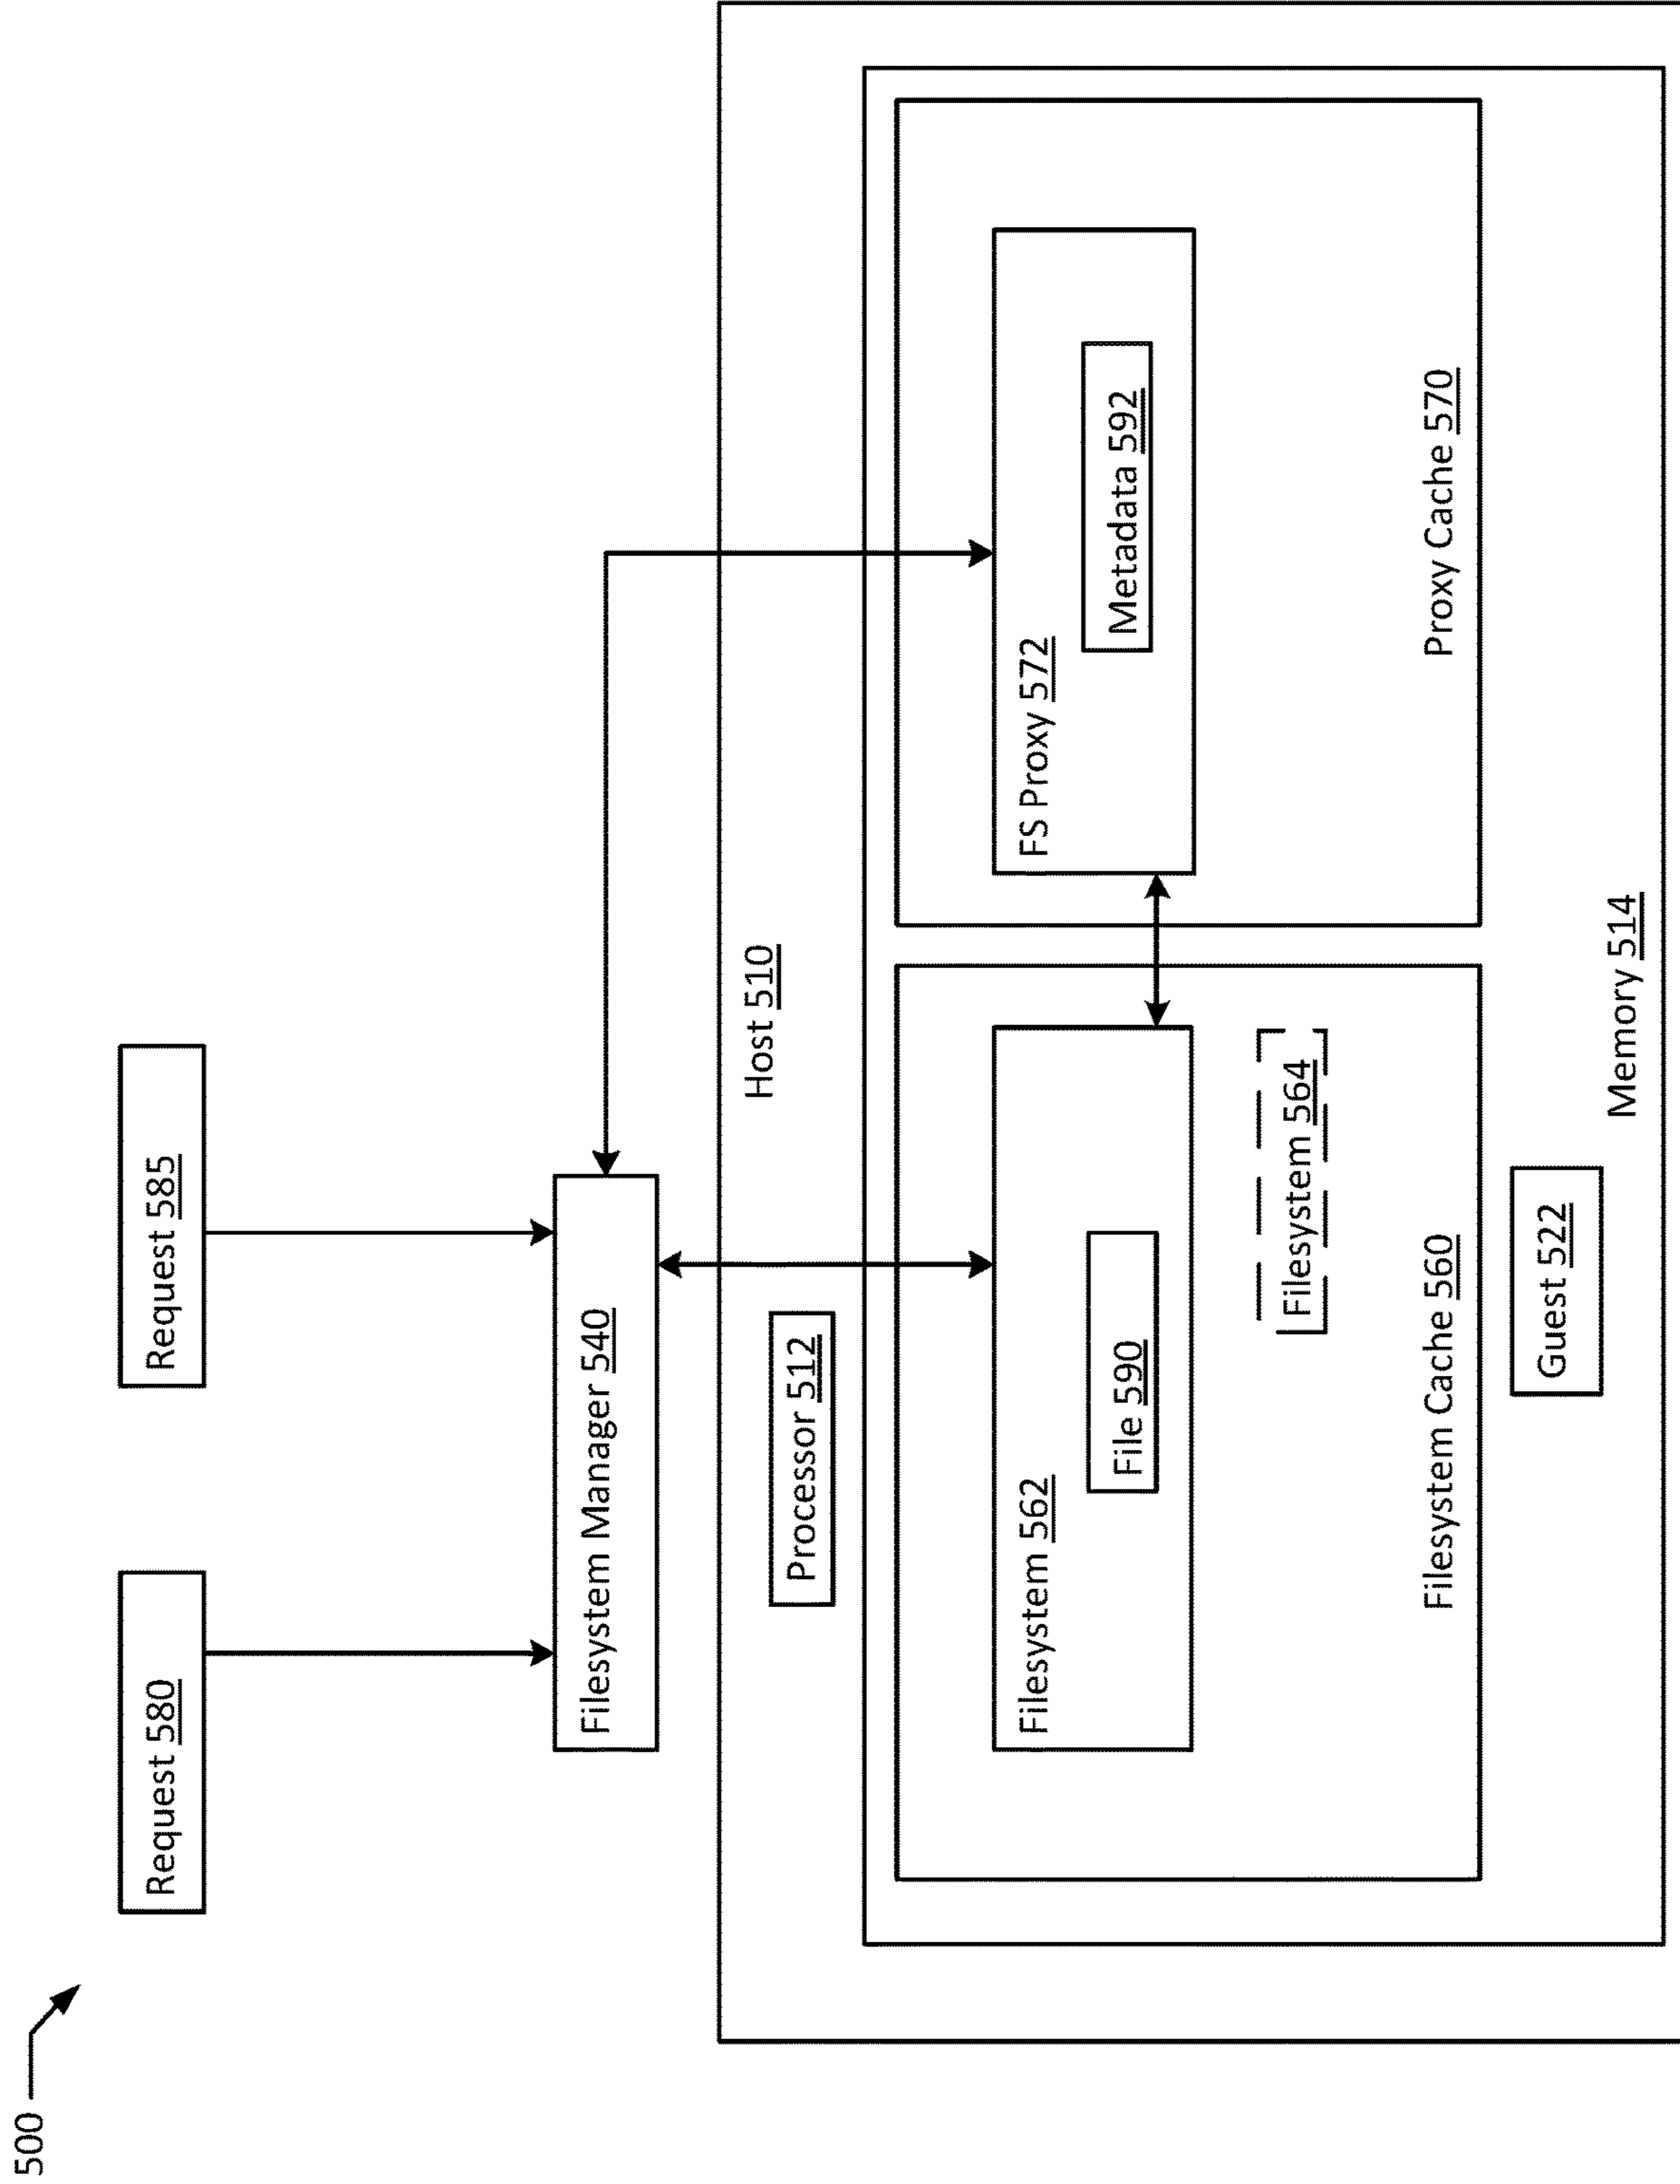 500
Request 580
Request 585
Filesystem Manager 540
Host 510
Processor 512
Filesystem 562
File 590
Filesystem 564
Filesystem Cache 560
FS Proxy 572
Metadata 592
Proxy Cache 570
Guest 522
Memory 514